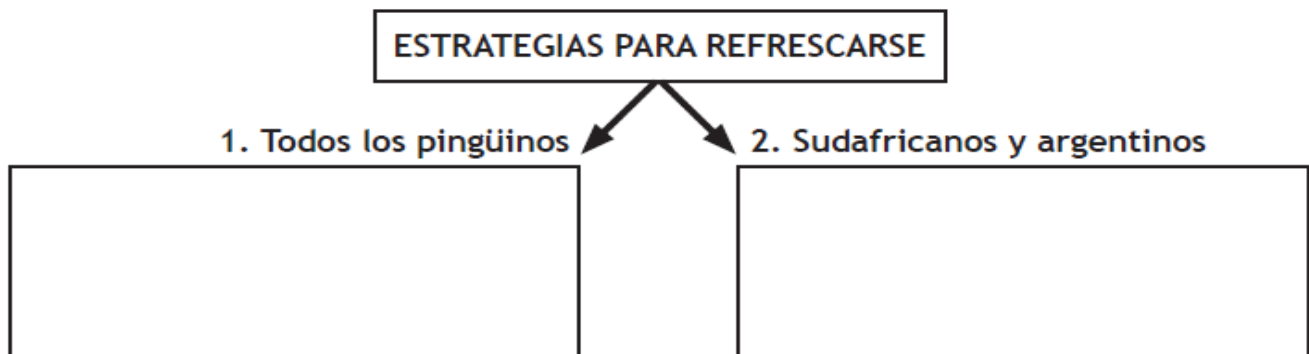 ESTRATEGIAS PARA REFRESCARSE
1. Todos los pingüinos
2. Sudafricanos y argentinos